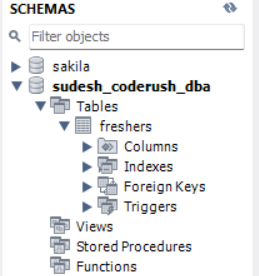 SCHEMAS
Filter objects
sakila
sudesh_coderush_dba
Tables
freshers
Columns
Indexes
Foreign Keys
Triggers
Views
Stored Procedures
Functions